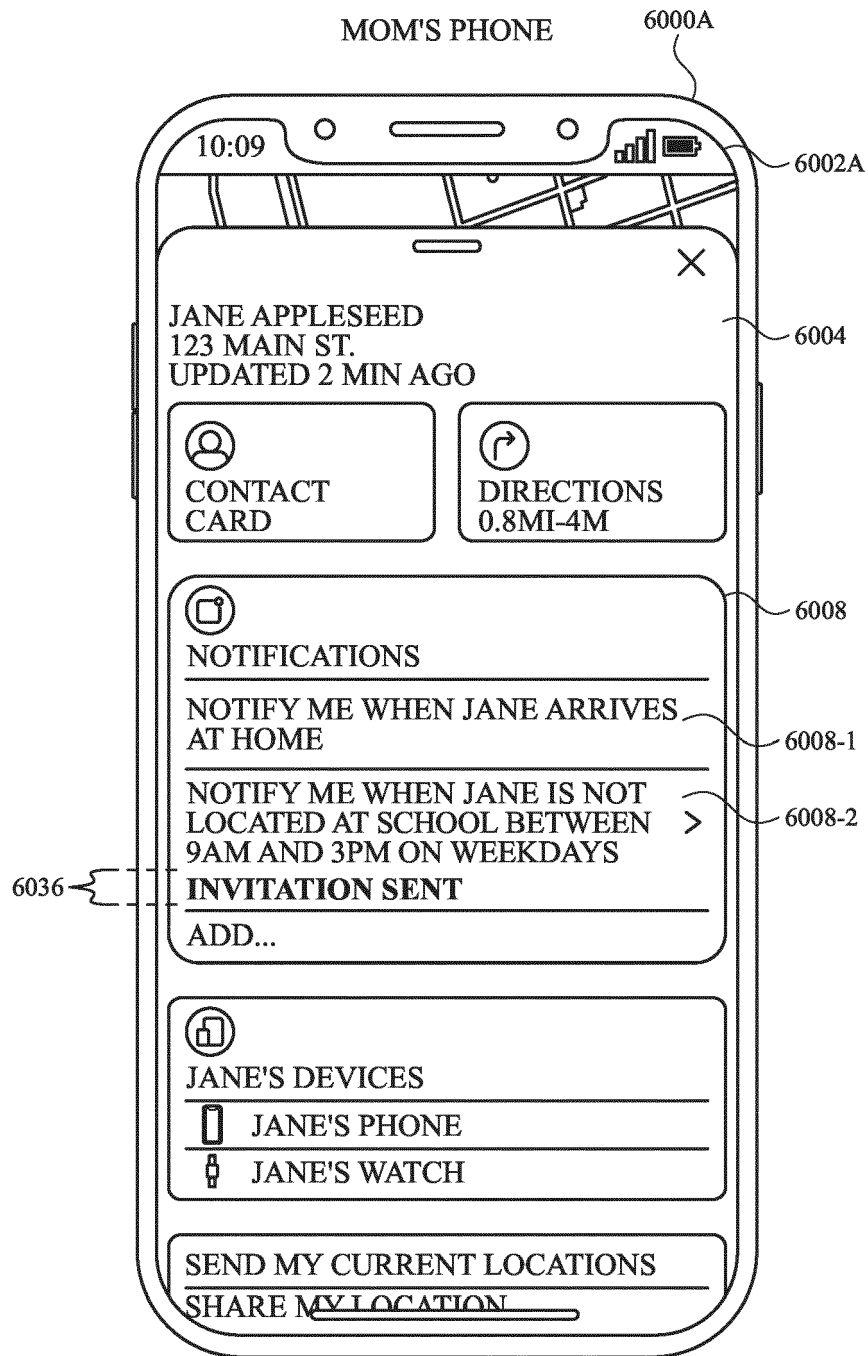 MOM'S PHONE
6000A
10:09
6002A
JANE APPLESEED
6004
123 MAIN ST.
UPDATED 2 MIN AGO
CONTACT
CARD
DIRECTIONS
0.8MI-4M
6008
NOTIFICATIONS
NOTIFY ME WHEN JANE ARRIVES
AT HOME
6008-1
NOTIFY ME WHEN JANE IS NOT
LOCATED AT SCHOOL BETWEEN >
9AM AND 3PM ON WEEKDAYS
6008-2
6036
INVITATION SENT
ADD...
JANE'S DEVICES
JANE'S PHONE
JANE'S WATCH
SEND MY CURRENT LOCATIONS
SHARE MY LOCATION